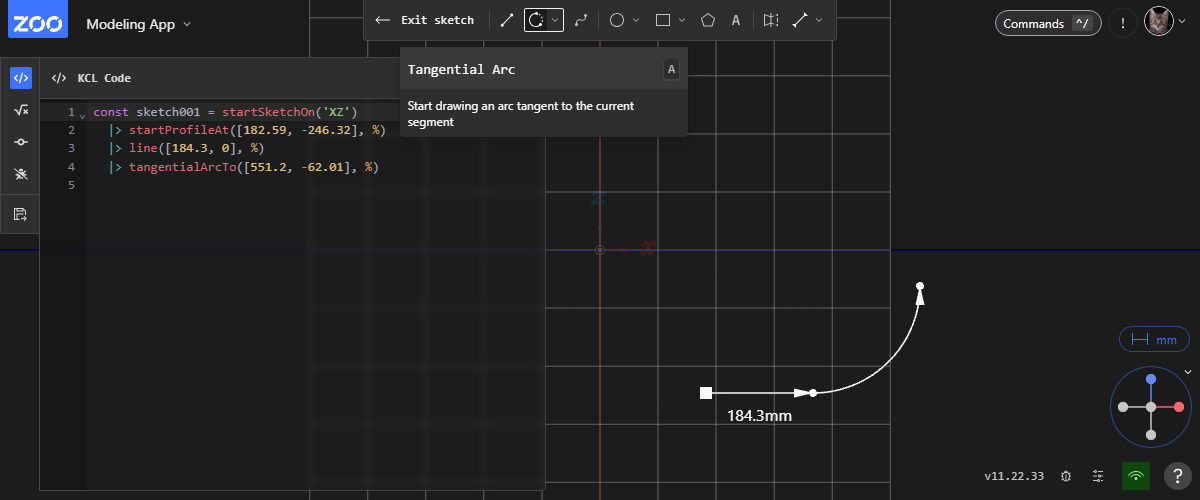 ZOO
Modeling App
Exit sketch
A
Commands ^/
!
Tangential Arc A
Start drawing an arc tangent to the current
segment
</> KCL Code
1 const sketch001 = startSketchOn('XZ')
2 |> startProfileAt([182.59, -246.32], %)
3 |> line([184.3, 0], %)
4 |> tangentialArcTo([551.2, -62.01], %)
5
z
x
184.3mm
mm
v11.22.33
?